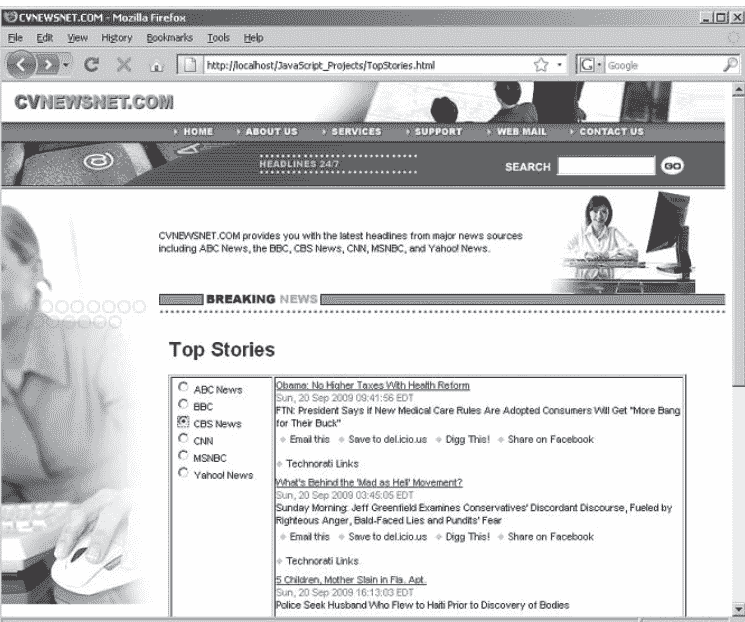 CVNEWSNET.COM - Mozilla Firefox
File Edit View History Bookmarks Tools Help
http://localhost/JavaScript_Projects/TopStories.html
G Google
CVNEWSNET.COM
HOME ABOUT US SERVICES SUPPORT WEB MAIL CONTACT US
HEADLINES 24/7
SEARCH GO
CVNEWSNET.COM provides you with the latest headlines from major news sources
including ABC News, the BBC, CBS News, CNN, MSNBC, and Yahoo! News.
BREAKING NEWS
Top Stories
ABC News
BBC
CBS News
CNN
MSNBC
Yahoo! News
Obama: No Higher Taxes With Health Reform
Sun, 20 Sep 2009 09:41:56 EDT
FTN: President Says if New Medical Care Rules Are Adopted Consumers Will Get "More Bang
for Their Buck"
Email this Save to del.icio.us Digg This! Share on Facebook
Technorati Links
What's Behind the 'Mad as Hell' Movement?
Sun, 20 Sep 2009 03:45:05 EDT
Sunday Morning: Jeff Greenfield Examines Conservatives' Discordant Discourse, Fueled by
Righteous Anger, Bald-Faced Lies and Pundits' Fear
Email this Save to del.icio.us Digg This! Share on Facebook
Technorati Links
5 Children, Mother Slain in Fla. Apt.
Sun, 20 Sep 2009 16:13:03 EDT
Police Seek Husband Who Flew to Haiti Prior to Discovery of Bodies